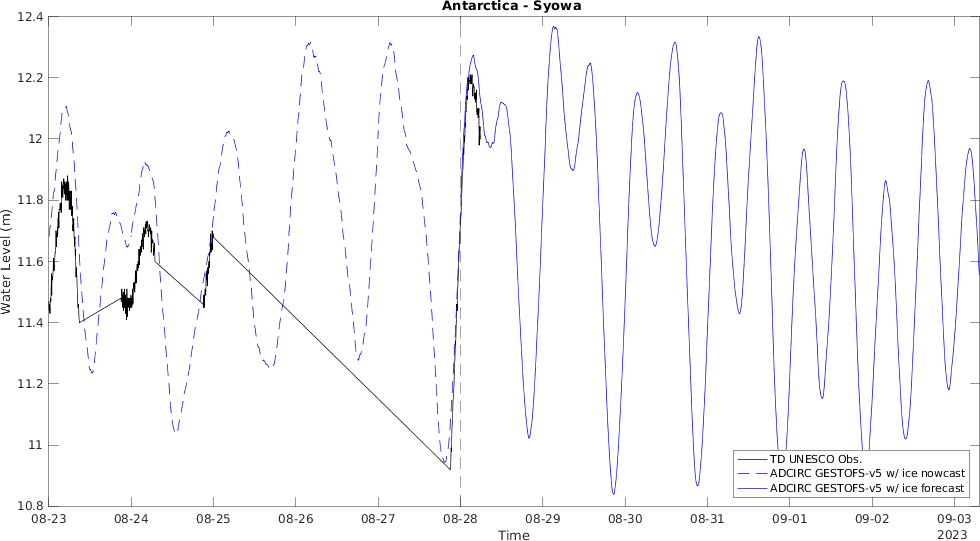 Antarctica - Syowa
12.4
12.2
12
11.8
11.6
11.4
11.2
11
10.8
Water Level (m)
08-23 08-24 08-25 08-26 08-27 08-28 08-29 08-30 08-31 09-01 09-02 09-03
Time
2023
TD UNESCO Obs.
ADCIRC GESTOFS-v5 w/ ice nowcast
ADCIRC GESTOFS-v5 w/ ice forecast